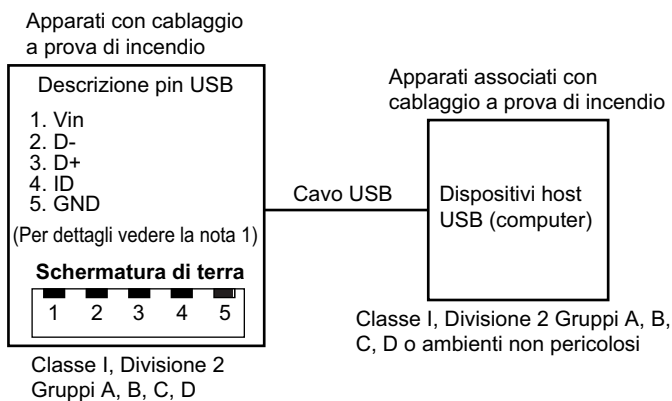 Apparati con cablaggio
a prova di incendio
Descrizione pin USB
1. Vin
2. D-
3. D+
4. ID
5. GND
(Per dettagli vedere la nota 1)
Schermatura di terra
1 2 3 4 5
Classe I, Divisione 2
Gruppi A, B, C, D
Cavo USB
Apparati associati con
cablaggio a prova di incendio
Dispositivi host
USB (computer)
Classe I, Divisione 2 Gruppi A, B,
C, D o ambienti non pericolosi